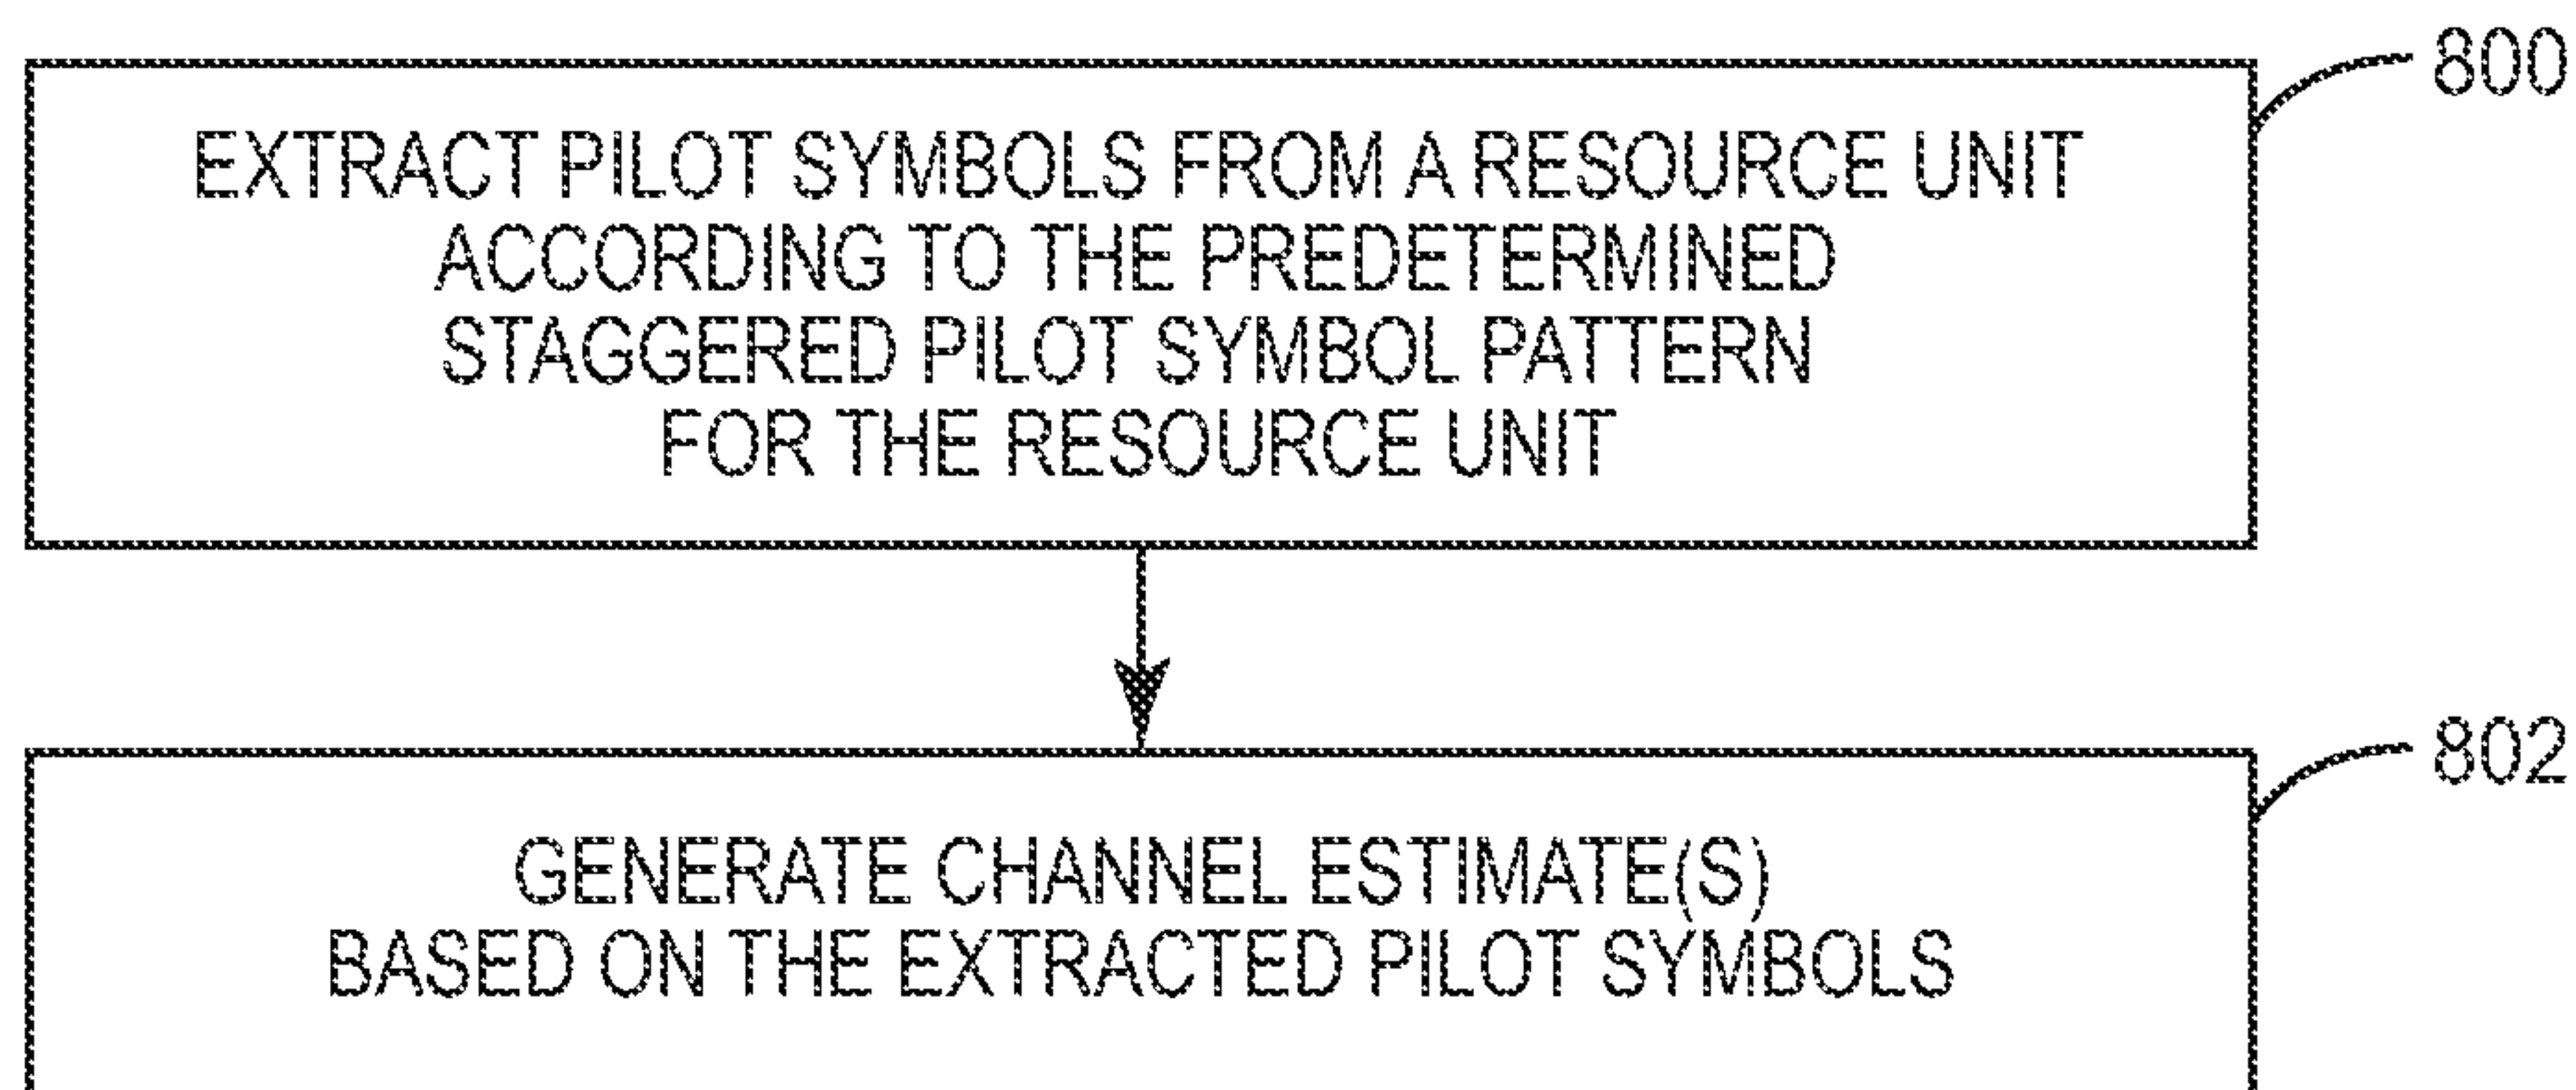 800
EXTRACT PILOT SYMBOLS FROM A RESOURCE UNIT
ACCORDING TO THE PREDETERMINED
STAGGERED PILOT SYMBOL PATTERN
FOR THE RESOURCE UNIT
802
GENERATE CHANNEL ESTIMATE(S)
BASED ON THE EXTRACTED PILOT SYMBOLS